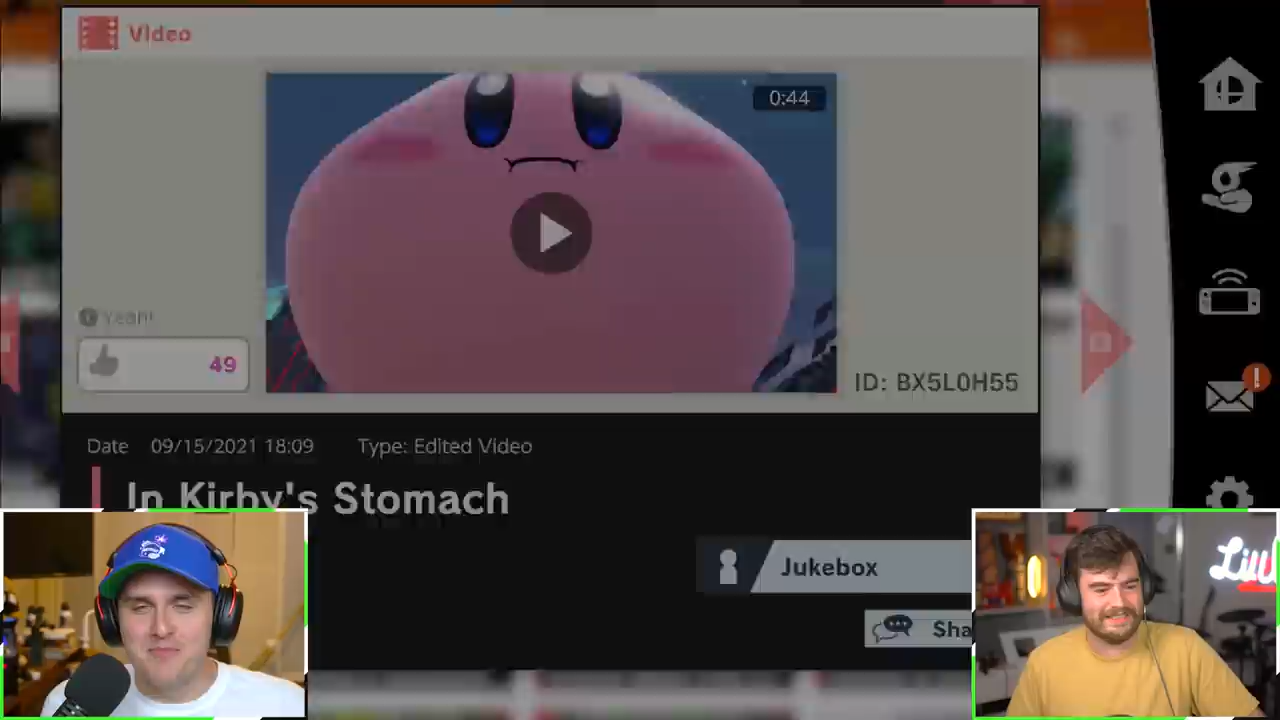 Video
0:44
Yeah!
49
ID: BX5L0H55
Date 09/15/2021 18:09 Type: Edited Video
In Kirby's Stomach
Jukebox
Sha